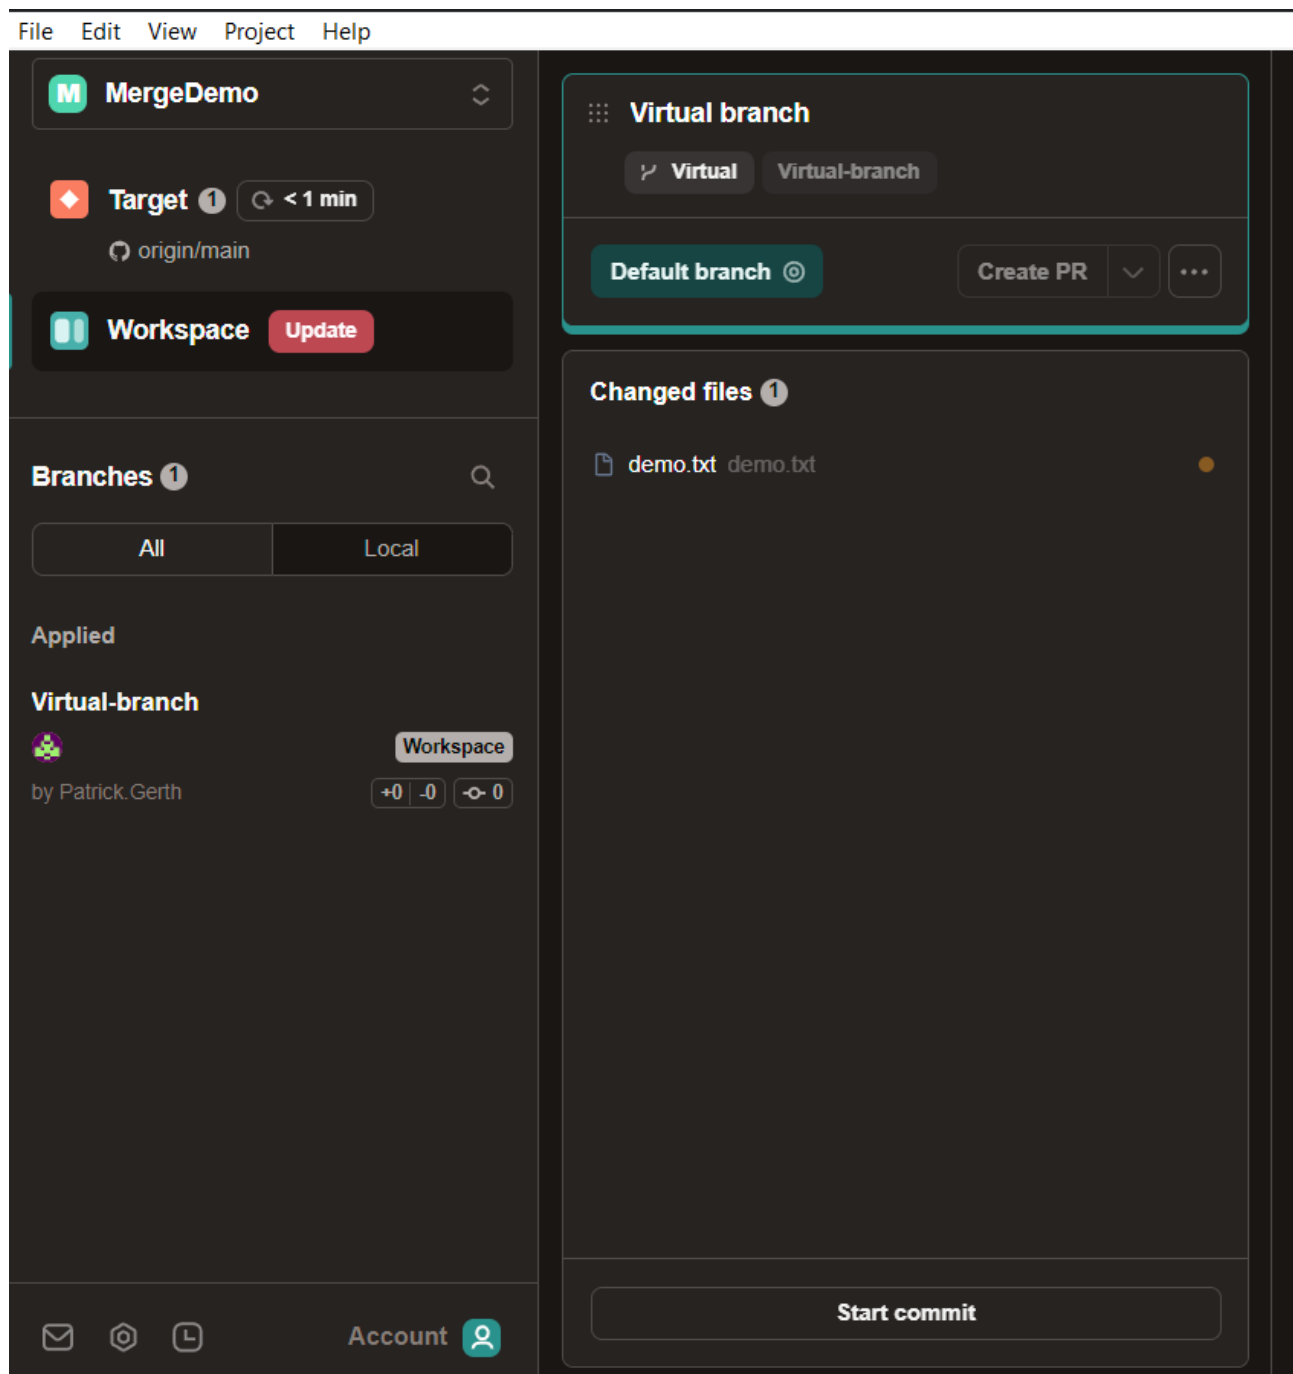 File Edit View Project Help
M MergeDemo
Target 1 < 1 min
origin/main
Workspace Update
Branches 1
All Local
Applied
Virtual-branch
Workspace
by Patrick.Gerth +0 -0 0
Account
Virtual branch
Virtual Virtual-branch
Default branch Create PR
Changed files 1
demo.txt demo.txt
Start commit